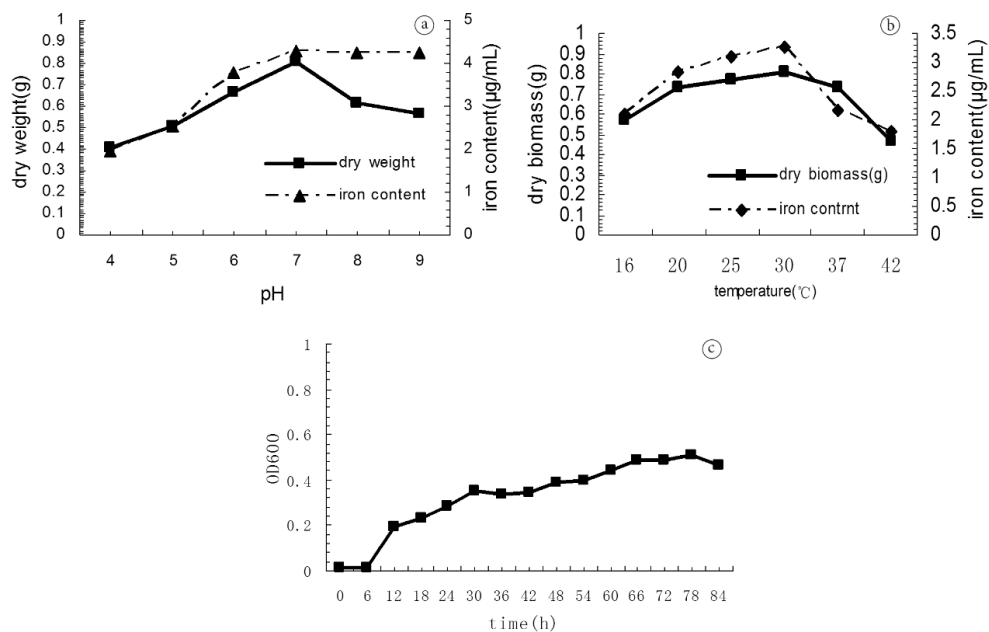 a
dry weight(g)
1
0.9
0.8
0.7
0.6
0.5
0.4
0.3
0.2
0.1
0
5
4
3
2
1
0
iron content(μg/mL)
dry weight
iron content
4 5 6 7 8 9
pH
b
dry biomass(g)
1
0.9
0.8
0.7
0.6
0.5
0.4
0.3
0.2
0.1
0
3.5
3
2.5
2
1.5
1
0.5
0
iron content(μg/mL)
dry biomass(g)
iron contrnt
16 20 25 30 37 42
temperature(℃)
c
OD600
1
0.8
0.6
0.4
0.2
0
0 6 12 18 24 30 36 42 48 54 60 66 72 78 84
time(h)